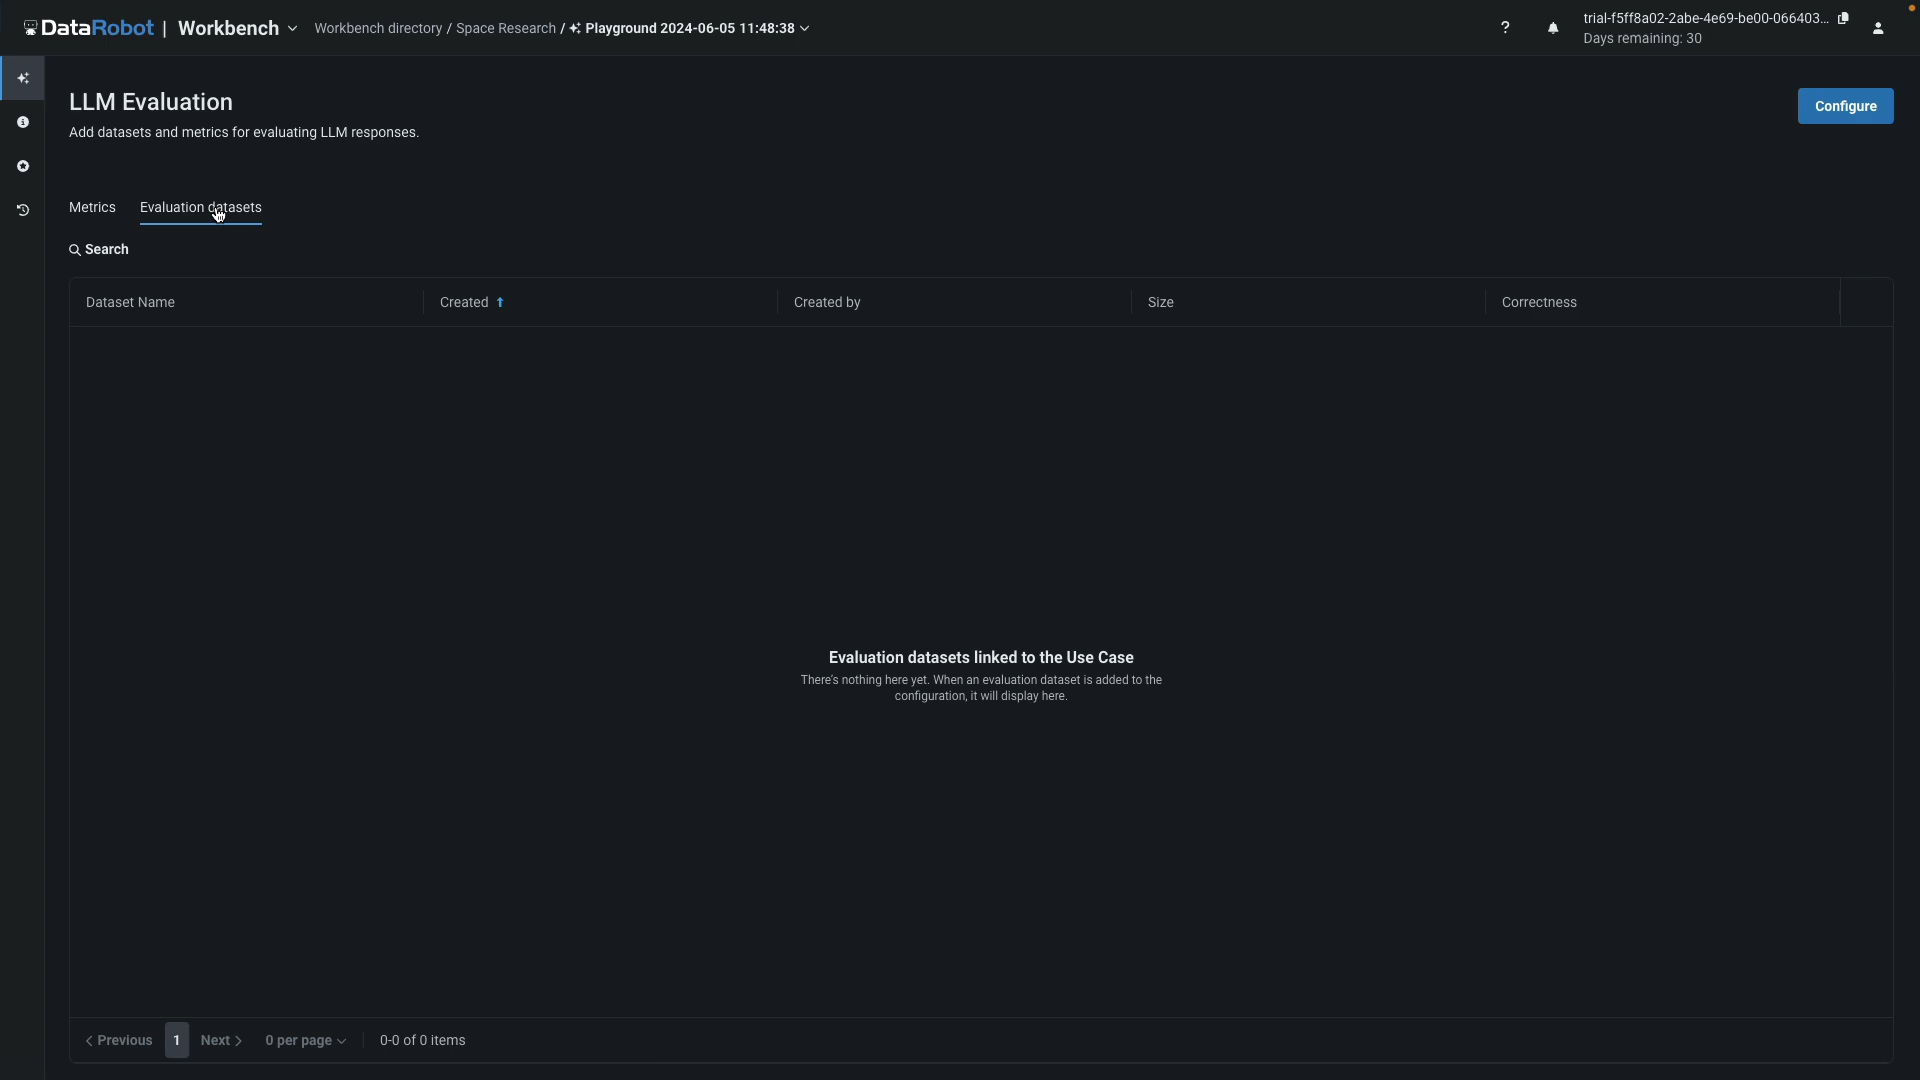 DataRobot | Workbench Workbench directory / Space Research / Playground 2024-06-05 11:48:38
trial-f5ff8a02-2abe-4e69-be00-066403...
Days remaining: 30
LLM Evaluation
Configure
Add datasets and metrics for evaluating LLM responses.
Metrics Evaluation datasets
Search
Dataset Name Created Created by Size Correctness
Evaluation datasets linked to the Use Case
There's nothing here yet. When an evaluation dataset is added to the
configuration, it will display here.
Previous 1 Next 0 per page 0-0 of 0 items